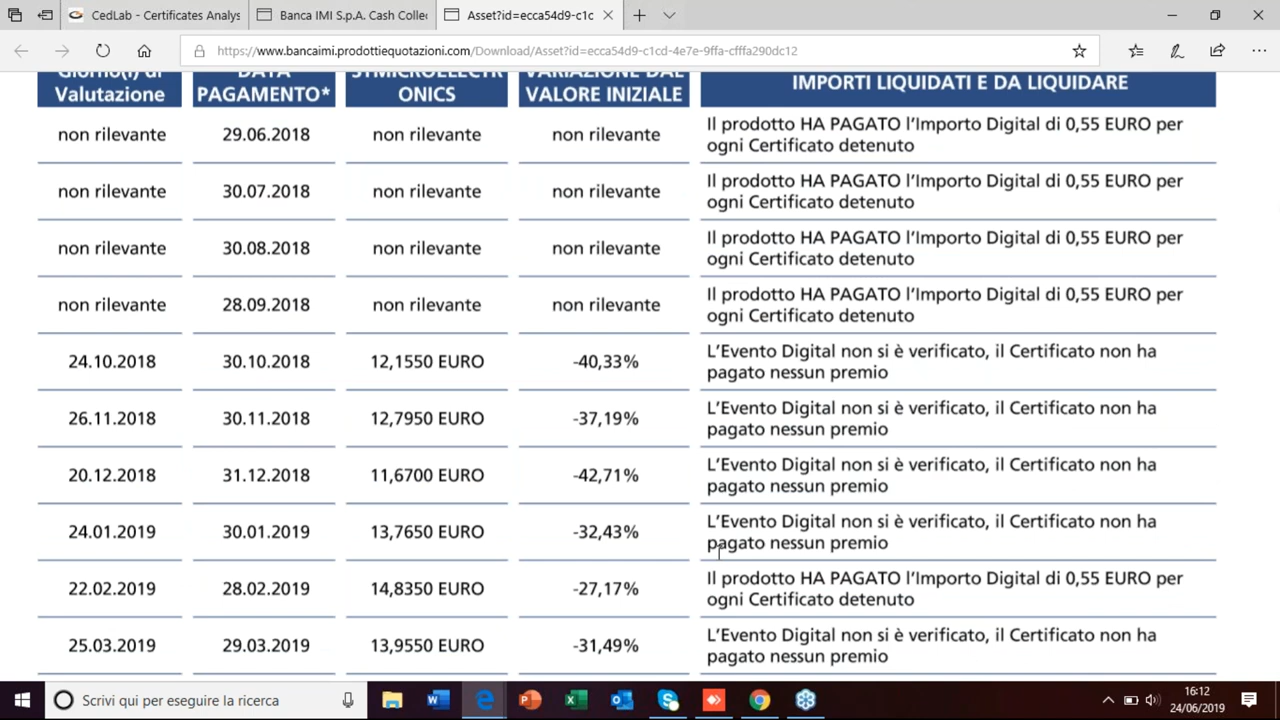 CedLab - Certificates Analys
Banca IMI S.p.A. Cash Collec
Asset?id=ecca54d9-c1c
https://www.bancaimi.prodottiequotazioni.com/Download/Asset?id=ecca54d9-c1cd-4e7e-9ffa-cfffa290dc12
Giorno(i) di
Valutazione
DATA
PAGAMENTO*
STMICROELECTR
ONICS
VARIAZIONE DAL
VALORE INIZIALE
IMPORTI LIQUIDATI E DA LIQUIDARE
non rilevante 29.06.2018 non rilevante non rilevante Il prodotto HA PAGATO l'Importo Digital di 0,55 EURO per
ogni Certificato detenuto
non rilevante 30.07.2018 non rilevante non rilevante Il prodotto HA PAGATO l'Importo Digital di 0,55 EURO per
ogni Certificato detenuto
non rilevante 30.08.2018 non rilevante non rilevante Il prodotto HA PAGATO l'Importo Digital di 0,55 EURO per
ogni Certificato detenuto
non rilevante 28.09.2018 non rilevante non rilevante Il prodotto HA PAGATO l'Importo Digital di 0,55 EURO per
ogni Certificato detenuto
24.10.2018 30.10.2018 12,1550 EURO -40,33% L'Evento Digital non si è verificato, il Certificato non ha
pagato nessun premio
26.11.2018 30.11.2018 12,7950 EURO -37,19% L'Evento Digital non si è verificato, il Certificato non ha
pagato nessun premio
20.12.2018 31.12.2018 11,6700 EURO -42,71% L'Evento Digital non si è verificato, il Certificato non ha
pagato nessun premio
24.01.2019 30.01.2019 13,7650 EURO -32,43% L'Evento Digital non si è verificato, il Certificato non ha
pagato nessun premio
22.02.2019 28.02.2019 14,8350 EURO -27,17% Il prodotto HA PAGATO l'Importo Digital di 0,55 EURO per
ogni Certificato detenuto
25.03.2019 29.03.2019 13,9550 EURO -31,49% L'Evento Digital non si è verificato, il Certificato non ha
pagato nessun premio
Scrivi qui per eseguire la ricerca
16:12
24/06/2019